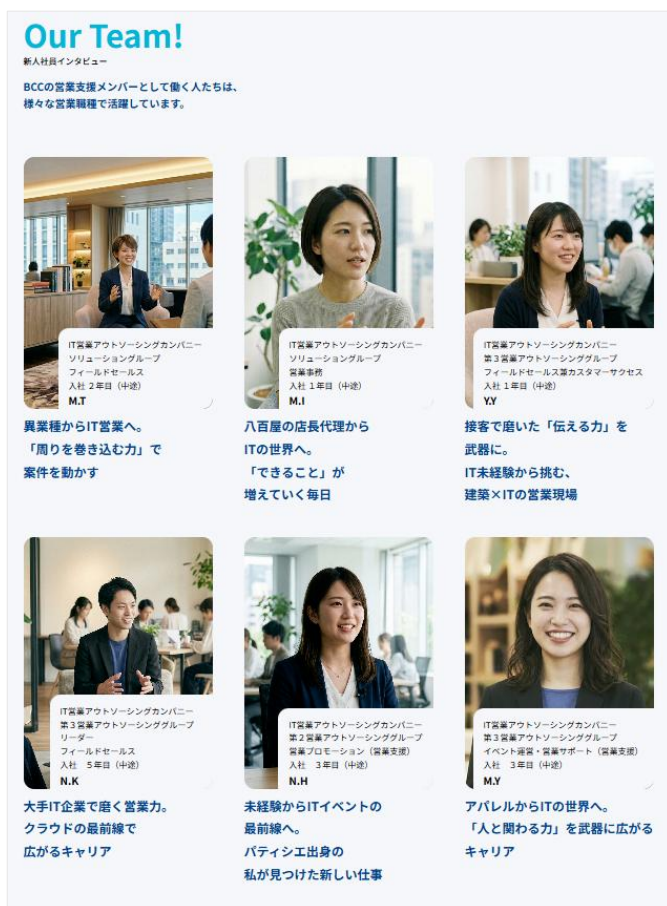 Our Team!
新人社員インタビュー
BCCの営業支援メンバーとして働く人たちは、
様々な営業職種で活躍しています。
IT営業アウトソーシングカンパニー
ソリューショングループ
フィールドセールス
入社 2年目（中途）
M.T
異業種からIT営業へ。
「周りを巻き込む力」で
案件を動かす
IT営業アウトソーシングカンパニー
ソリューショングループ
営業事務
入社 1年目（中途）
M.I
八百屋の店長代理から
ITの世界へ。
「できること」が
増えていく毎日
IT営業アウトソーシングカンパニー
第３営業アウトソーシンググループ
フィールドセールス兼カスタマーサクセス
入社 1年目（中途）
Y.Y
接客で磨いた「伝える力」を
武器に。
IT未経験から挑む、
建築×ITの営業現場
IT営業アウトソーシングカンパニー
第３営業アウトソーシンググループ
リーダー
フィールドセールス
入社　5年目（中途）
N.K
大手IT企業で磨く営業力。
クラウドの最前線で
広がるキャリア
IT営業アウトソーシングカンパニー
第２営業アウトソーシンググループ
営業プロモーション（営業支援）
入社　3年目（中途）
N.H
未経験からITイベントの
最前線へ。
パティシエ出身の
私が見つけた新しい仕事
IT営業アウトソーシングカンパニー
第３営業アウトソーシンググループ
イベント運営・営業サポート（営業支援）
入社　3年目（中途）
M.Y
アパレルからITの世界へ。
「人と関わる力」を武器に広がる
キャリア